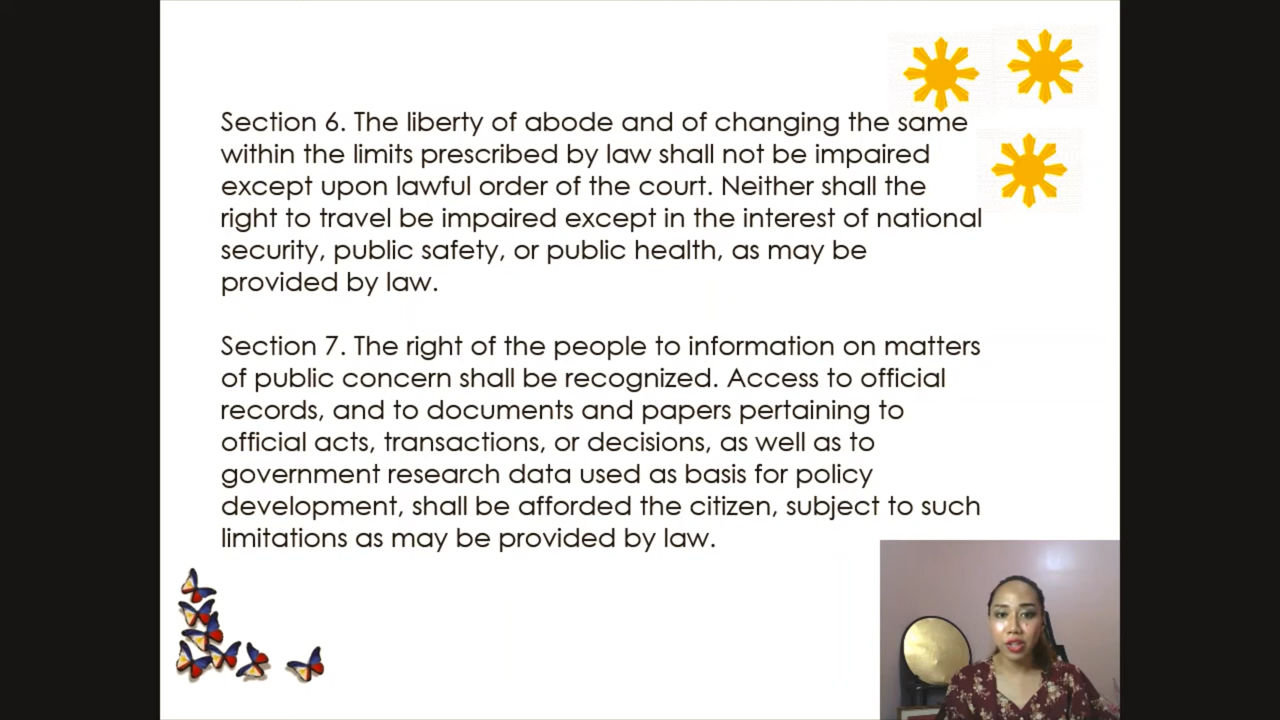 Section 6. The liberty of abode and of changing the same
within the limits prescribed by law shall not be impaired
except upon lawful order of the court. Neither shall the
right to travel be impaired except in the interest of national
security, public safety, or public health, as may be
provided by law.
Section 7. The right of the people to information on matters
of public concern shall be recognized. Access to official
records, and to documents and papers pertaining to
official acts, transactions, or decisions, as well as to
government research data used as basis for policy
development, shall be afforded the citizen, subject to such
limitations as may be provided by law.